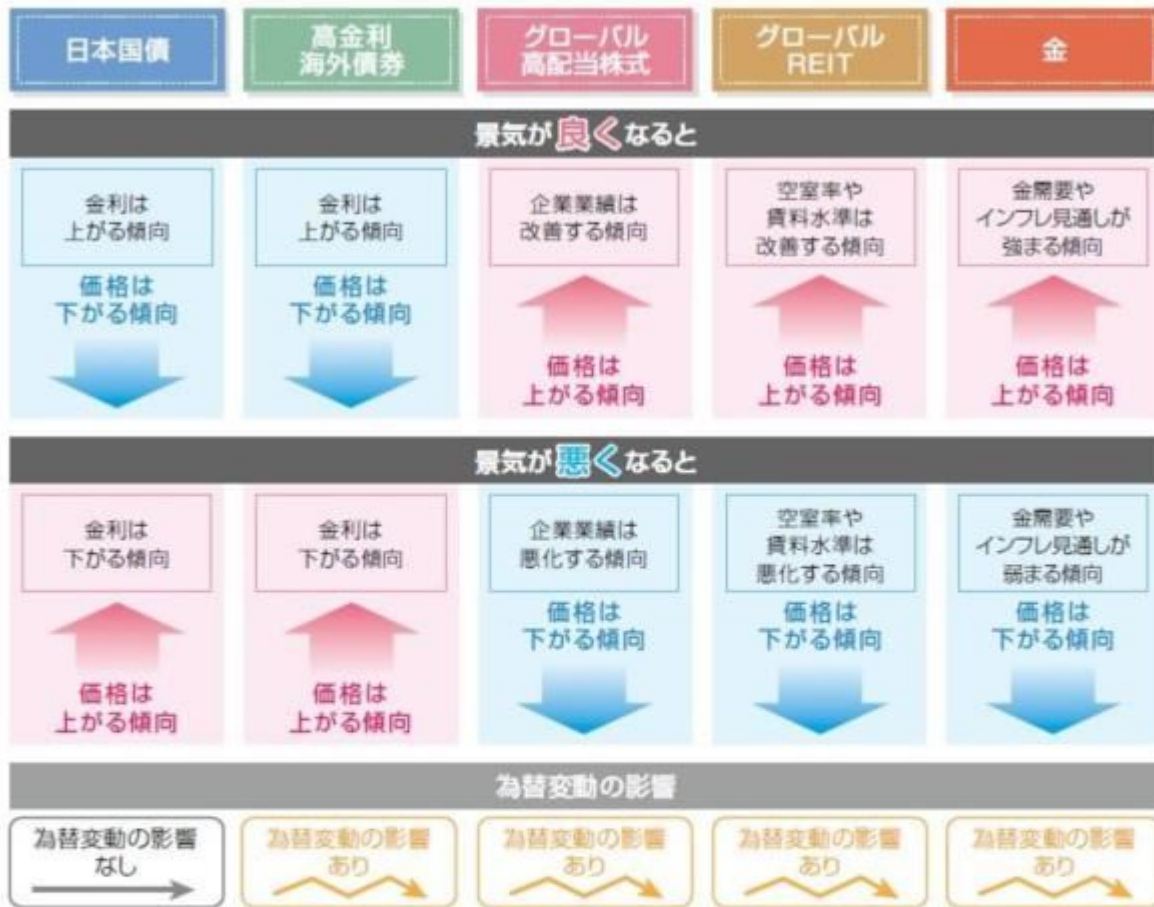 日本国債
高金利
海外債券
グローバル
高配当株式
グローバル
REIT
金
景気が良くなると
金利は
上がる傾向
価格は
下がる傾向
金利は
上がる傾向
価格は
下がる傾向
企業業績は
改善する傾向
価格は
上がる傾向
空室率や
賃料水準は
改善する傾向
価格は
上がる傾向
金需要や
インフレ見通しが
強まる傾向
価格は
上がる傾向
景気が悪くなると
金利は
下がる傾向
価格は
上がる傾向
金利は
下がる傾向
価格は
上がる傾向
企業業績は
悪化する傾向
価格は
下がる傾向
空室率や
賃料水準は
悪化する傾向
価格は
下がる傾向
金需要や
インフレ見通しが
弱まる傾向
価格は
下がる傾向
為替変動の影響
為替変動の影響
なし
為替変動の影響
あり
為替変動の影響
あり
為替変動の影響
あり
為替変動の影響
あり